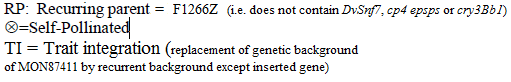 RP:  Recurring parent =  F1266Z  (i.e. does not contain DvSnf7, cp4 epsps or cry3Bb1)
⊗=Self-Pollinated
TI = Trait integration (replacement of genetic background
of MON87411 by recurrent background except inserted gene)